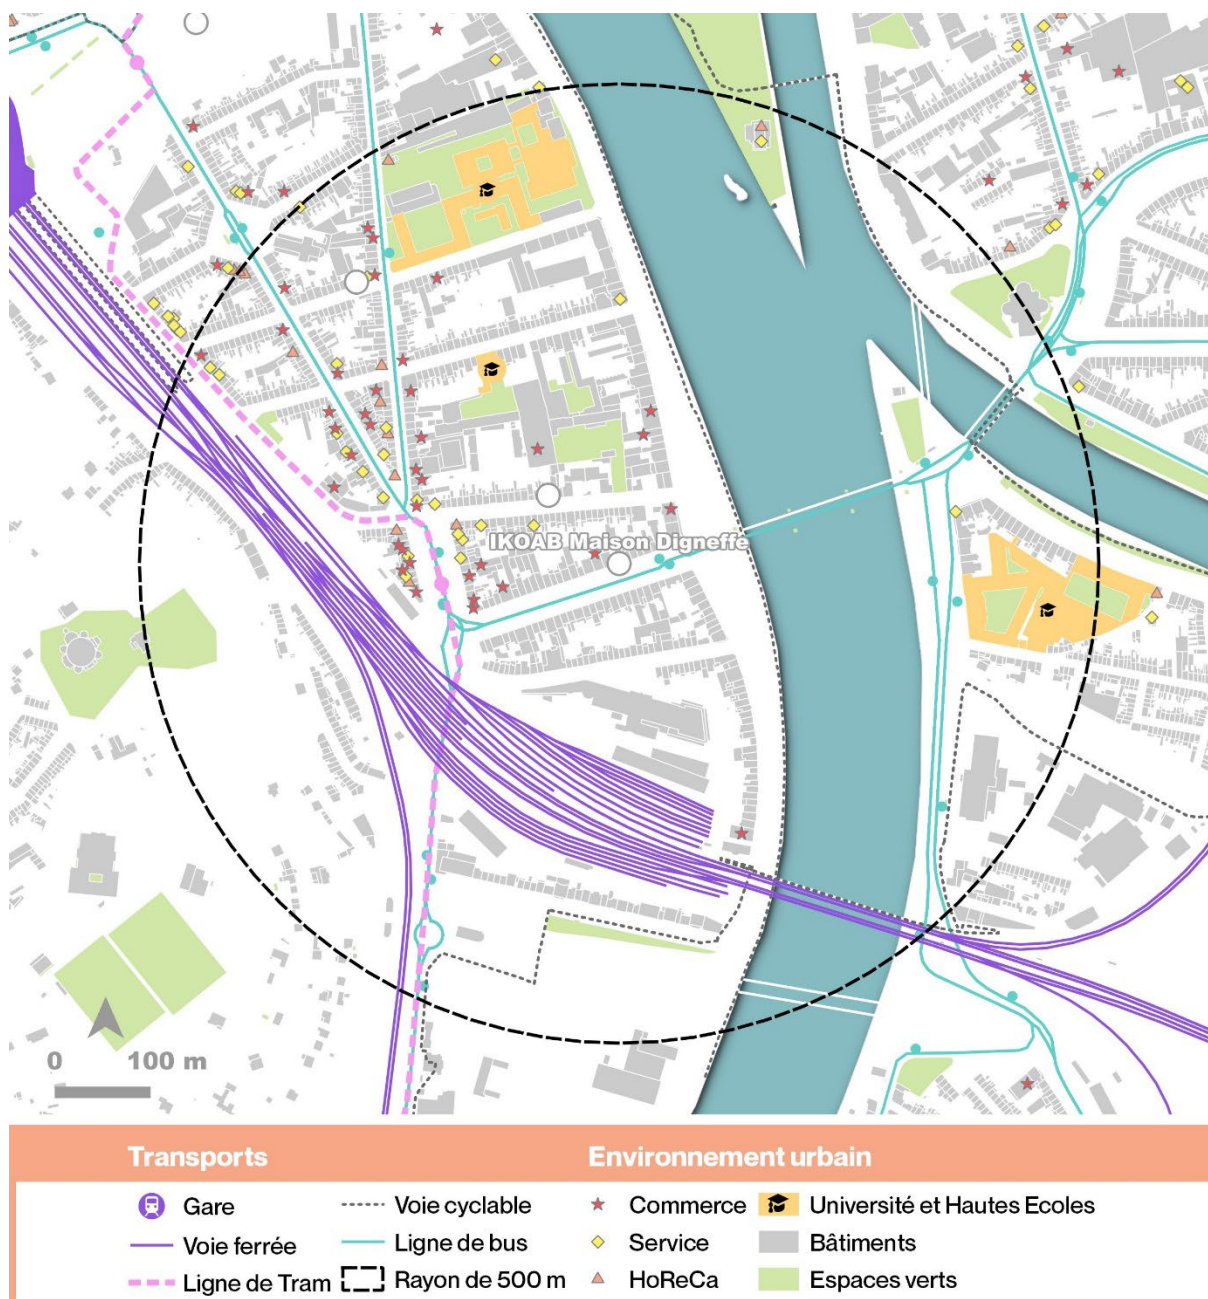 IKOAB Maison Digneffe
0 100 m
Transports Environnement urbain
Gare Voie cyclable Commerce Université et Hautes Ecoles
Voie ferrée Ligne de bus Service Bâtiments
Ligne de Tram Rayon de 500 m HoReCa Espaces verts